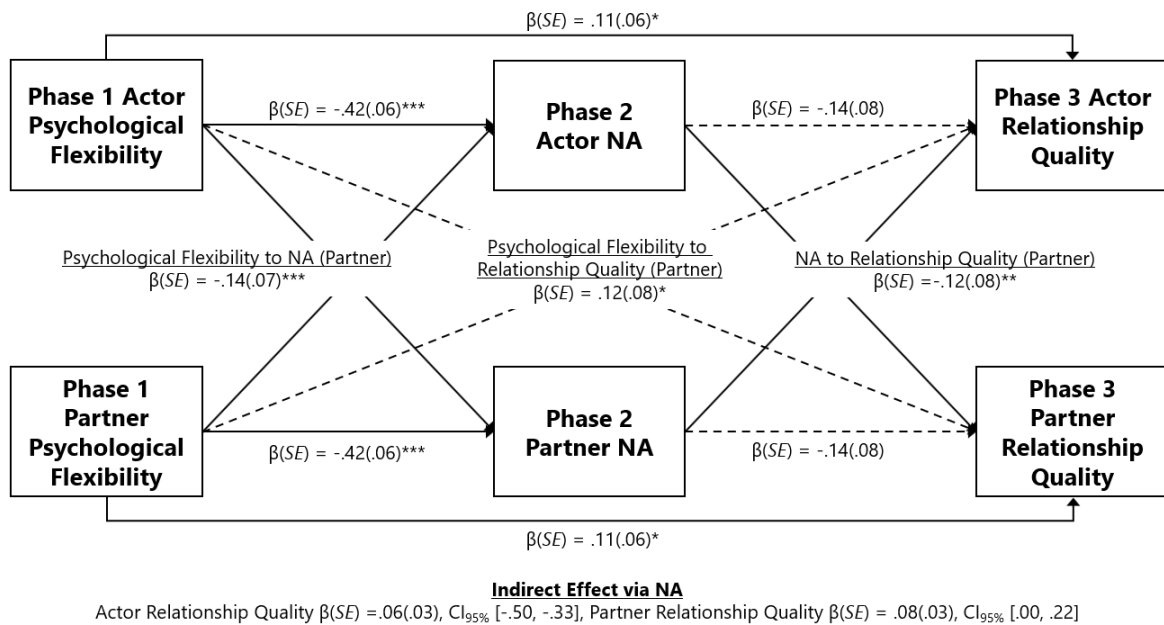 β(SE) = .11(.06)*
Phase 1 Actor
Psychological
Flexibility
β(SE) = -.42(.06)***
Phase 2
Actor NA
β(SE) = -.14(.08)
Phase 3 Actor
Relationship
Quality
Psychological Flexibility to NA (Partner)
β(SE) = -.14(.07)***
Psychological Flexibility to
Relationship Quality (Partner)
β(SE) = .12(.08)*
NA to Relationship Quality (Partner)
β(SE) =-.12(.08)**
Phase 1
Partner
Psychological
Flexibility
β(SE) = -.42(.06)***
Phase 2
Partner NA
β(SE) = -.14(.08)
Phase 3
Partner
Relationship
Quality
β(SE) = .11(.06)*
Indirect Effect via NA
Actor Relationship Quality β(SE) =.06(.03), CI95% [-.50, -.33], Partner Relationship Quality β(SE) = .08(.03), CI95% [.00, .22]